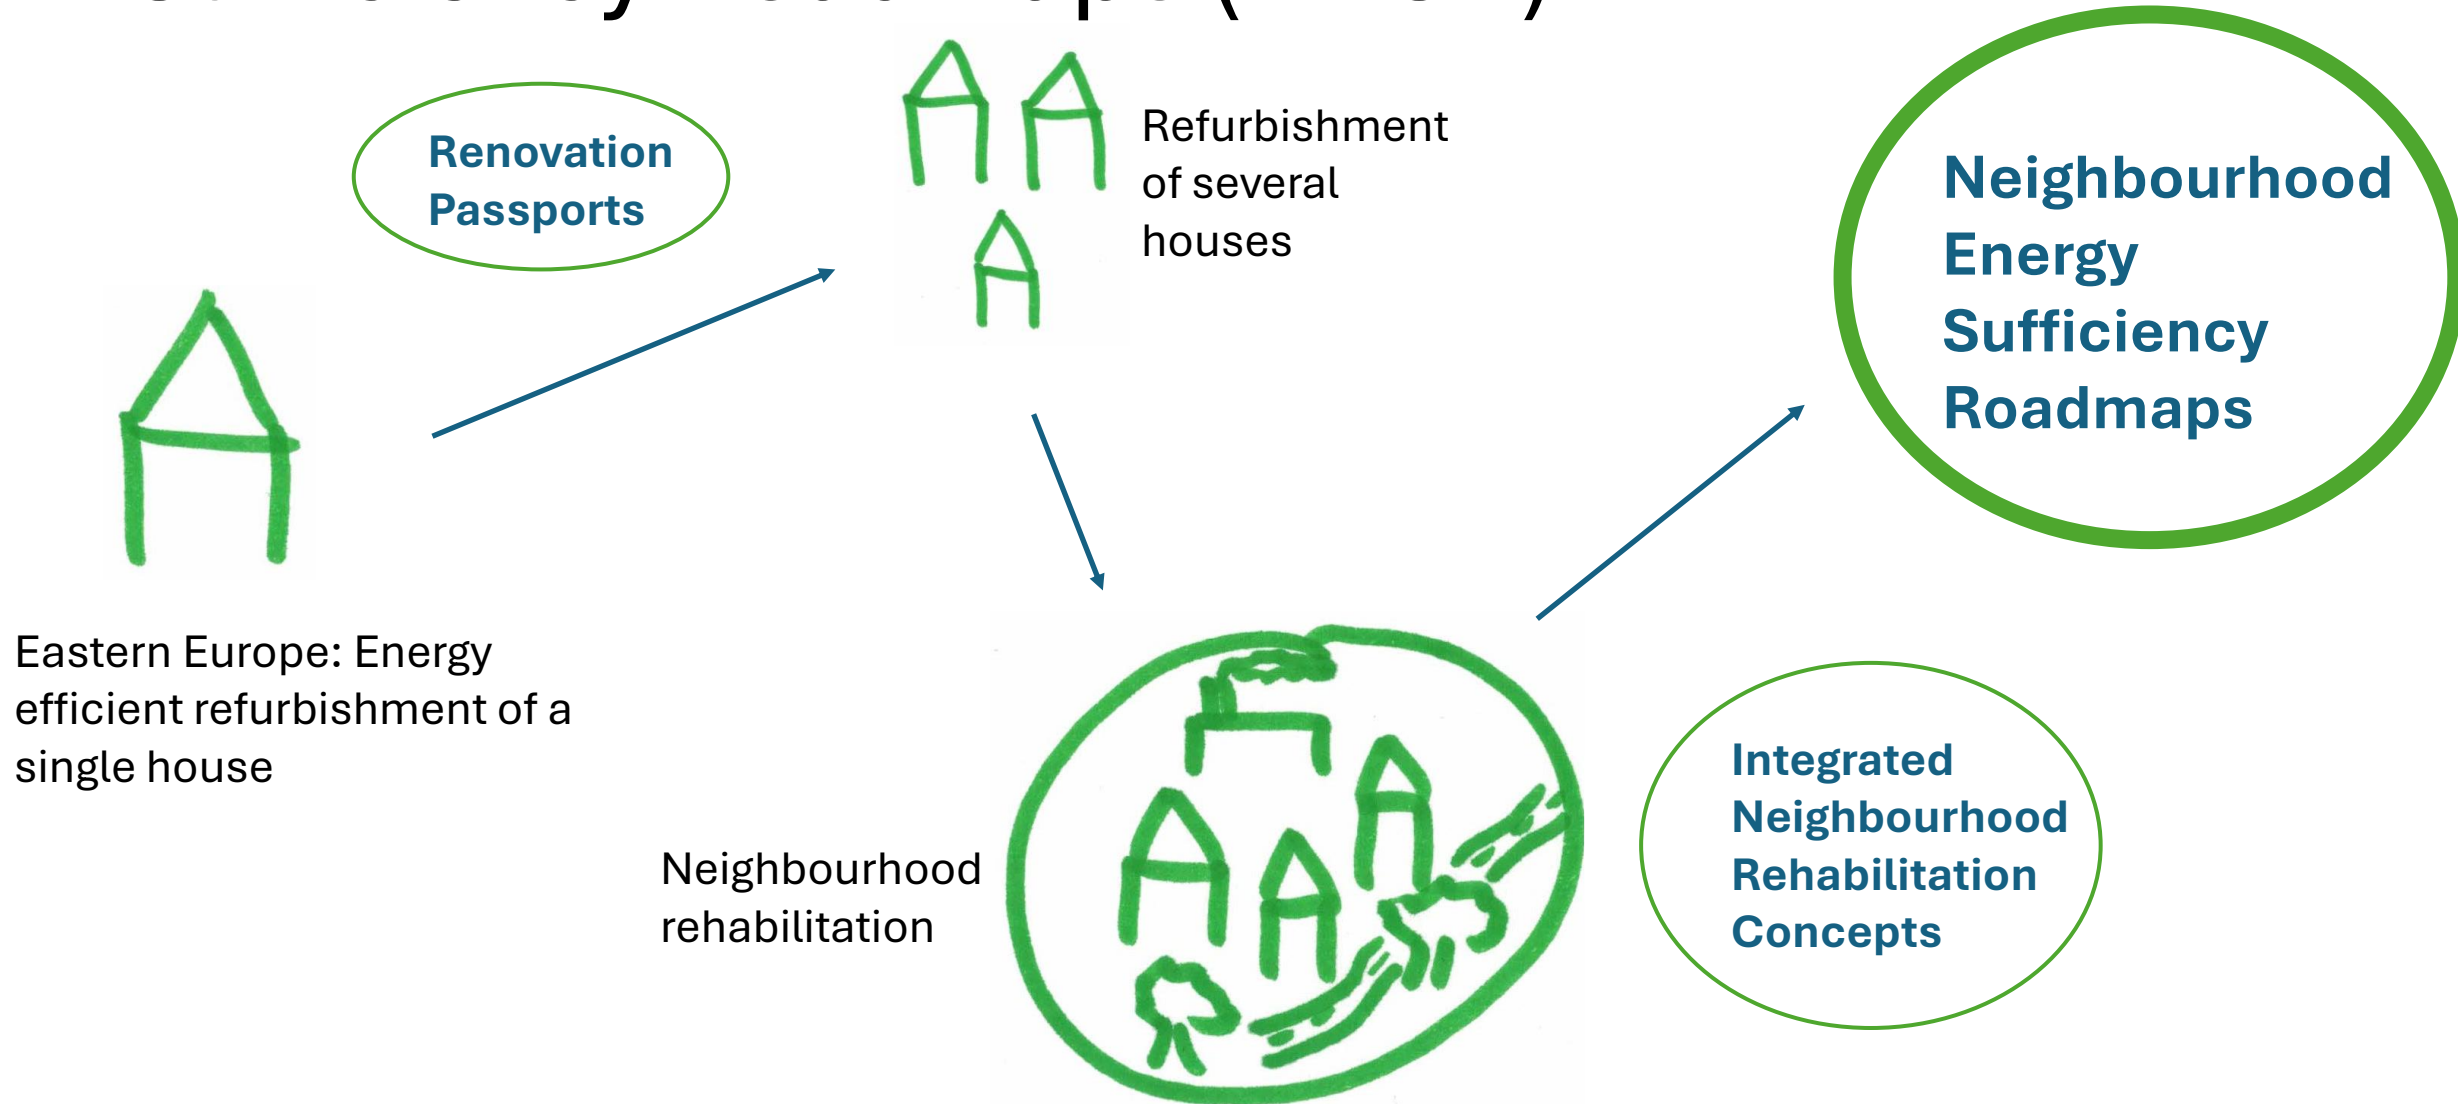 Renovation
Passports
Refurbishment
of several
houses
Neighbourhood
Energy
Sufficiency
Roadmaps
Eastern Europe: Energy
efficient refurbishment of a
single house
Neighbourhood
rehabilitation
Integrated
Neighbourhood
Rehabilitation
Concepts